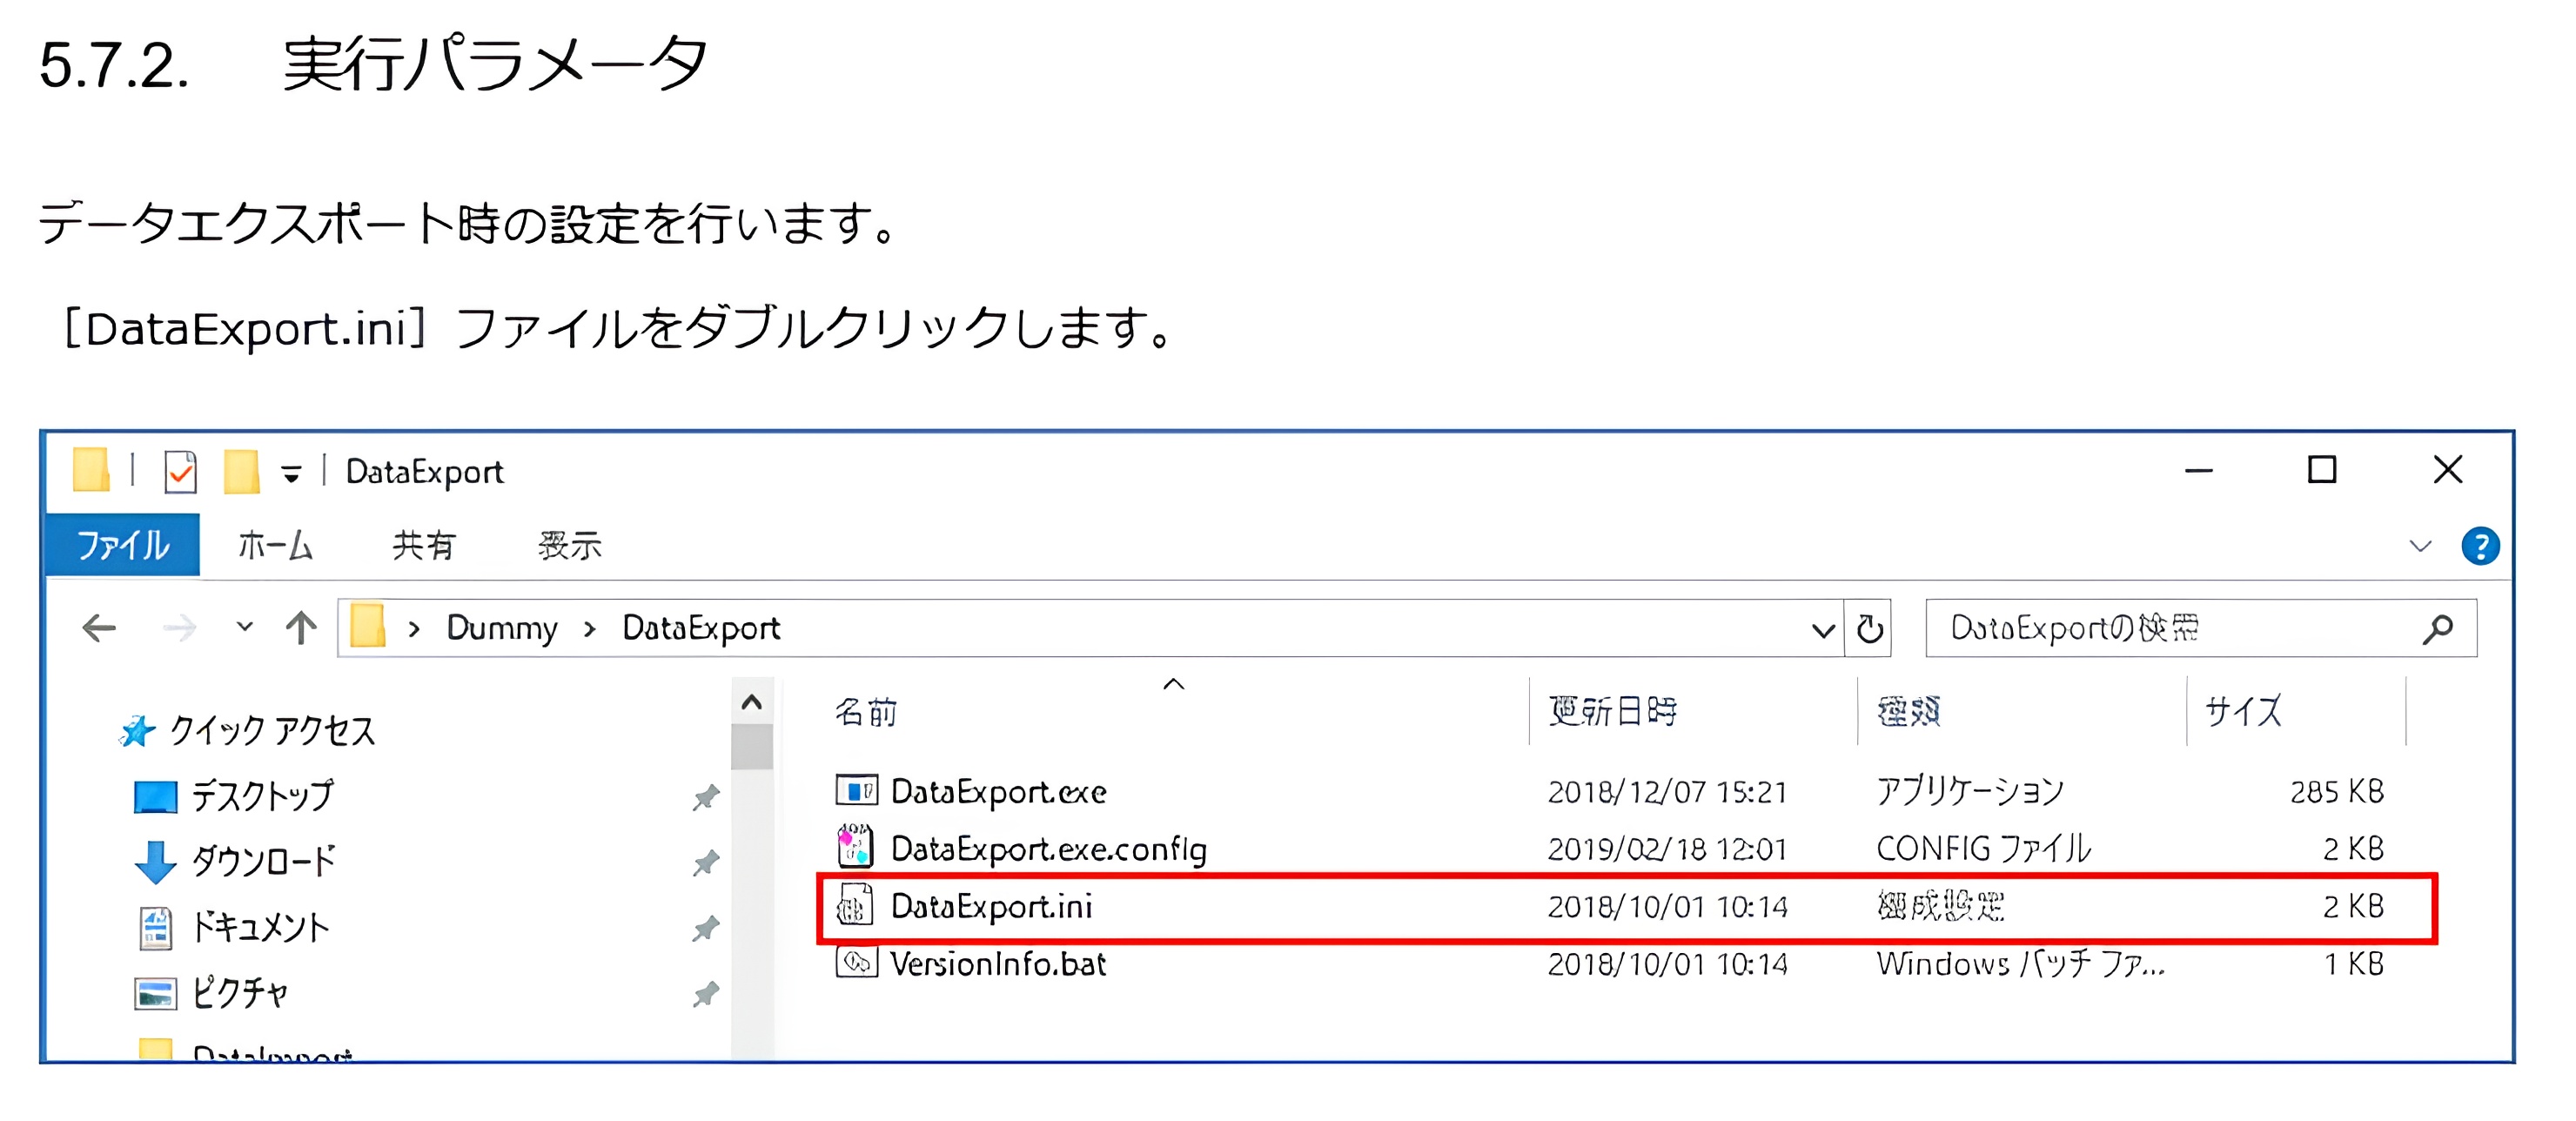 5.7.2. 実行パラメータ
データエクスポート時の設定を行います。
［DataExport.ini］ファイルをダブルクリックします。
DataExport
ファイル ホーム 共有 表示
Dummy > DataExport DataExportの検索
名前 更新日時 種類 サイズ
クイック アクセス
デスクトップ
ダウンロード
ドキュメント
ピクチャ
DataImport
DataExport.exe 2018/12/07 15:21 アプリケーション 285 KB
DataExport.exe.config 2019/02/18 12:01 CONFIG ファイル 2 KB
DataExport.ini 2018/10/01 10:14 構成設定 2 KB
VersionInfo.bat 2018/10/01 10:14 Windows バッチ ファ... 1 KB